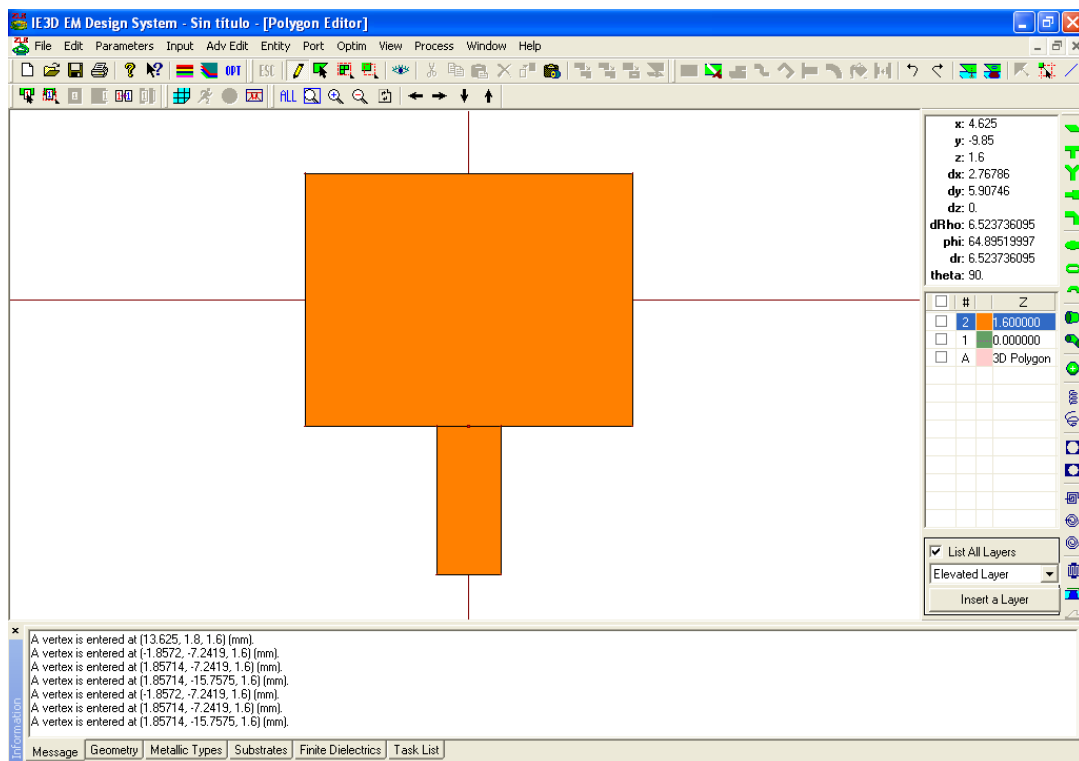 IE3D EM Design System - Sin título - [Polygon Editor]
File Edit Parameters Input Adv Edit Entity Port Optim View Process Window Help
OPT ESC
ALL
x: 4.625
y: -9.85
z: 1.6
dx: 2.76786
dy: 5.90746
dz: 0.
dRho: 6.523736095
phi: 64.89519997
dr: 6.523736095
theta: 90.
# Z
2 1.600000
1 0.000000
A 3D Polygon
List All Layers
Elevated Layer
Insert a Layer
A vertex is entered at (13.625, 1.8, 1.6) (mm).
A vertex is entered at (-1.8572, -7.2419, 1.6) (mm).
A vertex is entered at (1.85714, -7.2419, 1.6) (mm).
A vertex is entered at (1.85714, -15.7575, 1.6) (mm).
A vertex is entered at (-1.8572, -7.2419, 1.6) (mm).
A vertex is entered at (1.85714, -7.2419, 1.6) (mm).
A vertex is entered at (1.85714, -15.7575, 1.6) (mm).
Information
Message Geometry Metallic Types Substrates Finite Dielectrics Task List